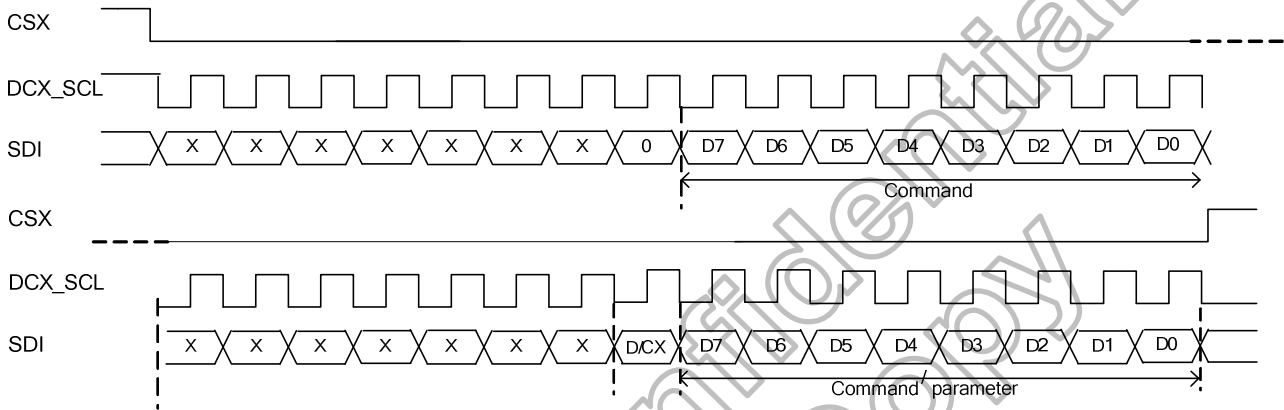 CSX
DCX_SCL
SDI X X X X X X X 0 D7 D6 D5 D4 D3 D2 D1 D0
Command
CSX
DCX_SCL
SDI X X X X X X X D/CX D7 D6 D5 D4 D3 D2 D1 D0
Command / parameter